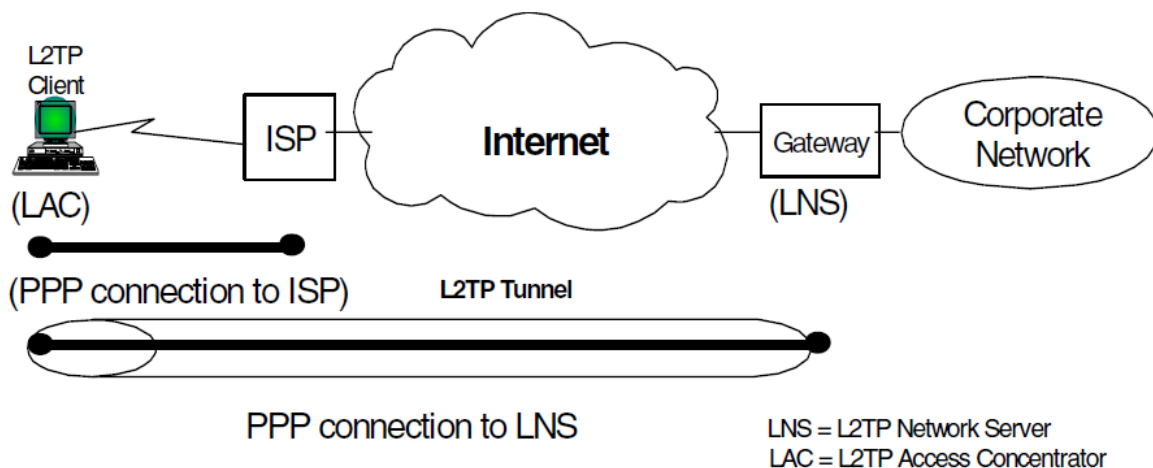 L2TP
Client
ISP
Internet
Gateway
Corporate
Network
(LAC)
(LNS)
(PPP connection to ISP)
L2TP Tunnel
PPP connection to LNS
LNS = L2TP Network Server
LAC = L2TP Access Concentrator